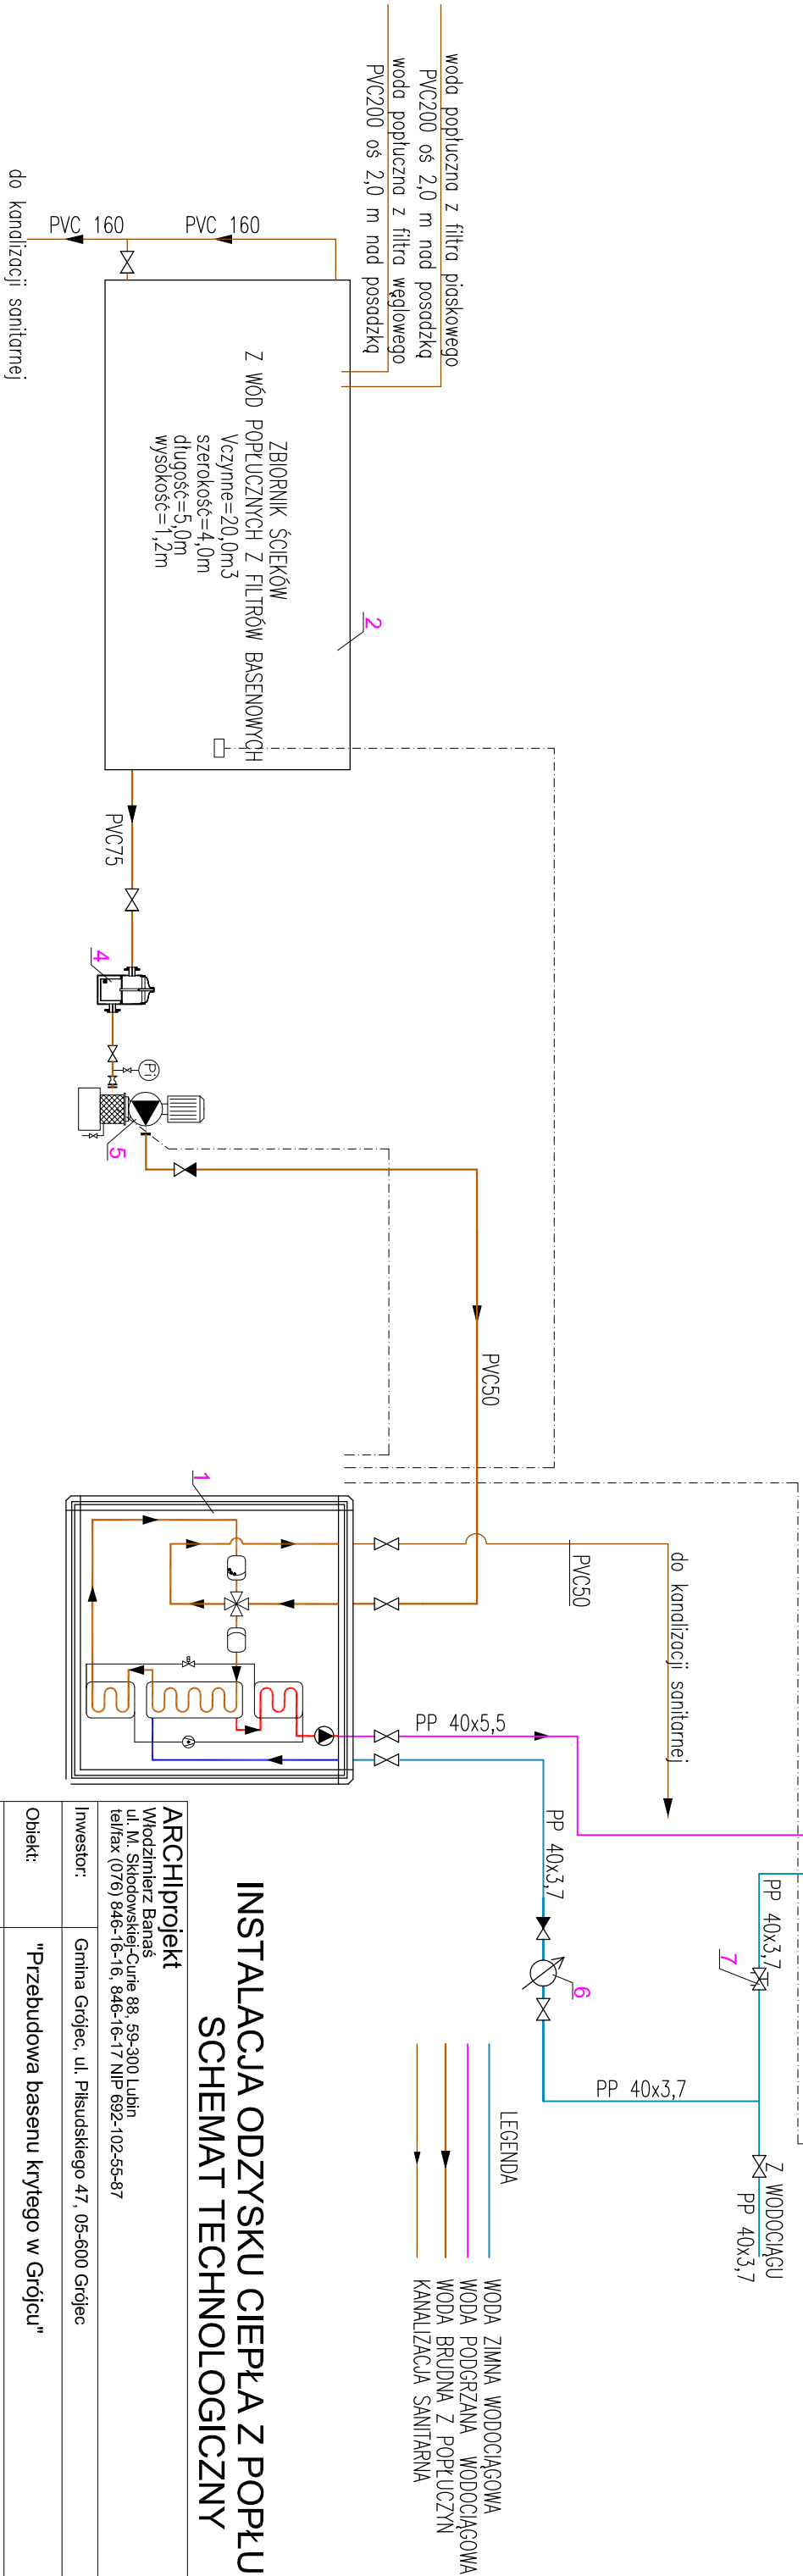 woda popłuczna z filtra piaskowego
PVC200 oś 2,0 m nad posadzką
woda popłuczna z filtra węglowego
PVC200 oś 2,0 m nad posadzką
PVC 160
PVC 160
do kanalizacji sanitarnej
ZBIORNIK ŚCIEKÓW
Z WÓD POPŁUCZNYCH Z FILTRÓW BASENOWYCH
Vczynne=20,0m3
szerokość=4,0m
długość=5,0m
wysokość=1,2m
2
PVC75
4
Pi
5
PVC50
1
PVC50
do kanalizacji sanitarnej
PP 40x5,5
PP 40x3,7
6
PP 40x3,7
7
PP 40x3,7
Z WODOCIĄGU
PP 40x3,7
LEGENDA
WODA ZIMNA WODOCIĄGOWA
WODA PODGRZANA WODOCIĄGOWA
WODA BRUDNA Z POPŁUCZYN
KANALIZACJA SANITARNA
INSTALACJA ODZYSKU CIEPŁA Z POPŁU
SCHEMAT TECHNOLOGICZNY
ARCHIprojekt
Włodzimierz Banaś
ul. M. Skłodowskiej-Curie 88, 59-300 Lubin
tel/fax (076) 846-16-16, 846-16-17 NIP 692-102-55-87
Inwestor: Gmina Grójec, ul. Piłsudskiego 47, 05-600 Grójec
Obiekt: "Przebudowa basenu krytego w Grójcu"